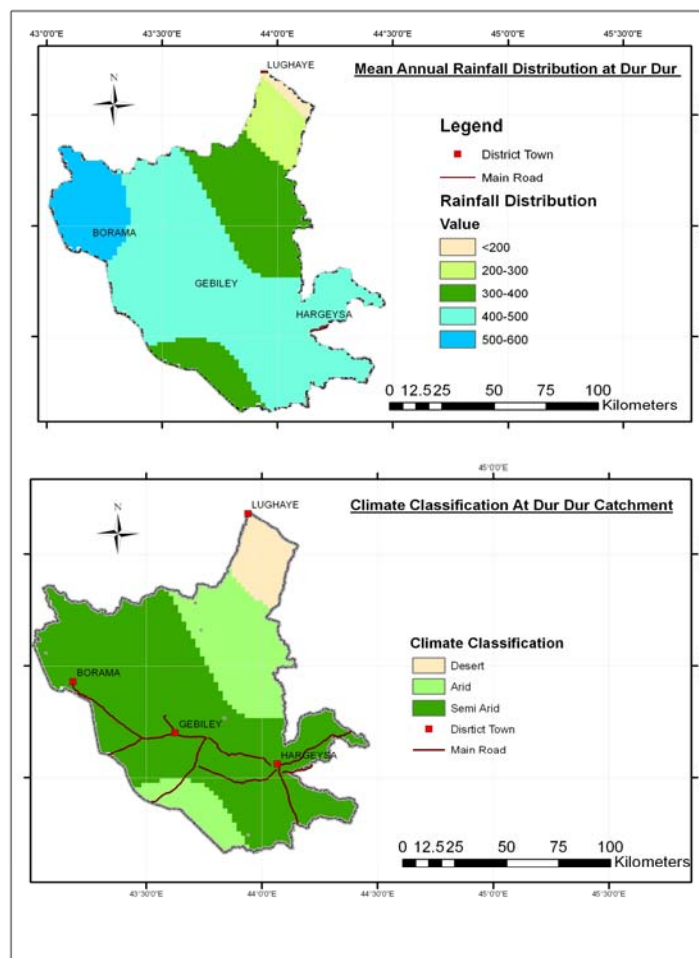 43°0'0"E 43°30'0"E 44°0'0"E 44°30'0"E 45°0'0"E 45°30'0"E
LUGHAYE
Mean Annual Rainfall Distribution at Dur Dur
N
Legend
District Town
Main Road
Rainfall Distribution
Value
<200
200-300
300-400
400-500
500-600
BORAMA
GEBILEY
HARGEYSA
0 12.5 25 50 75 100
Kilometers
45°0'0"E
LUGHAYE
Climate Classification At Dur Dur Catchment
N
Climate Classification
Desert
Arid
Semi Arid
Disrtict Town
Main Road
BORAMA
GEBILEY
HARGEYSA
0 12.5 25 50 75 100
Kilometers
43°30'0"E 44°0'0"E 44°30'0"E 45°0'0"E 45°30'0"E